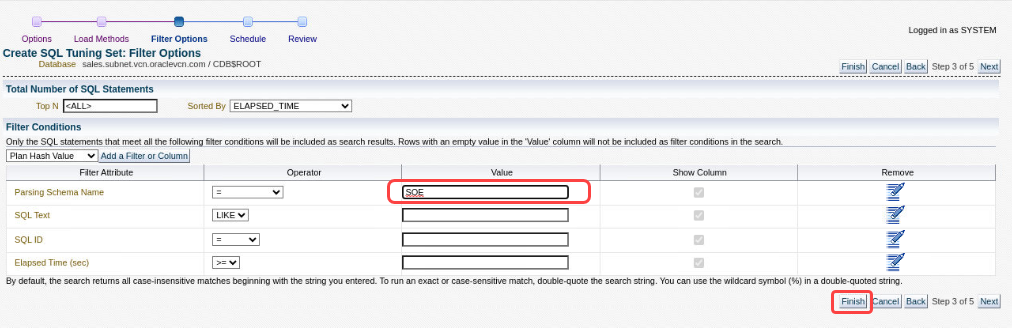 Options Load Methods Filter Options Schedule Review
Logged in as SYSTEM
Create SQL Tuning Set: Filter Options
Database sales.subnet.vcn.oraclevcn.com / CDB$ROOT
Finish Cancel Back Step 3 of 5 Next
Total Number of SQL Statements
Top N <ALL> Sorted By ELAPSED_TIME
Filter Conditions
Only the SQL statements that meet all the following filter conditions will be included as search results. Rows with an empty value in the 'Value' column will not be included as filter conditions in the search.
Plan Hash Value Add a Filter or Column
Filter Attribute Operator Value Show Column Remove
Parsing Schema Name = SOE
SQL Text LIKE
SQL ID =
Elapsed Time (sec) >=
By default, the search returns all case-insensitive matches beginning with the string you entered. To run an exact or case-sensitive match, double-quote the search string. You can use the wildcard symbol (%) in a double-quoted string.
Finish Cancel Back Step 3 of 5 Next